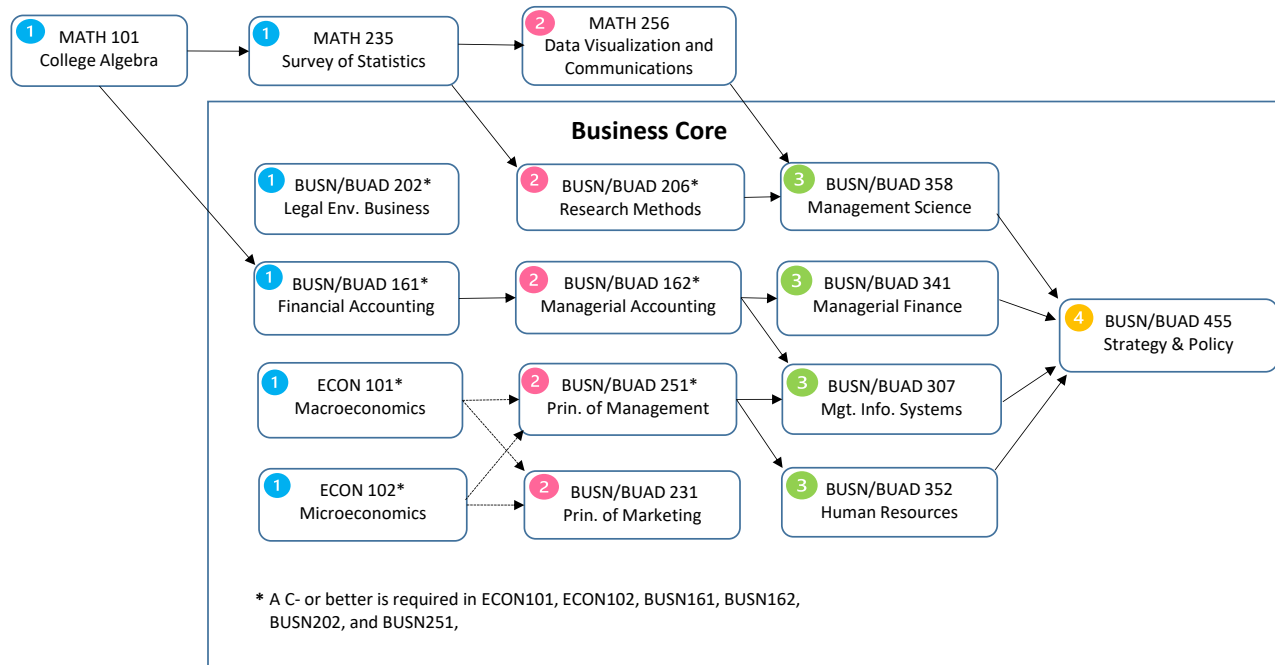 1
MATH 101
College Algebra
1
MATH 235
Survey of Statistics
2
MATH 256
Data Visualization and
Communications
Business Core
1
BUSN/BUAD 202*
Legal Env. Business
2
BUSN/BUAD 206*
Research Methods
3
BUSN/BUAD 358
Management Science
1
BUSN/BUAD 161*
Financial Accounting
2
BUSN/BUAD 162*
Managerial Accounting
3
BUSN/BUAD 341
Managerial Finance
4
BUSN/BUAD 455
Strategy & Policy
1
ECON 101*
Macroeconomics
2
BUSN/BUAD 251*
Prin. of Management
3
BUSN/BUAD 307
Mgt. Info. Systems
1
ECON 102*
Microeconomics
2
BUSN/BUAD 231
Prin. of Marketing
3
BUSN/BUAD 352
Human Resources
* A C- or better is required in ECON101, ECON102, BUSN161, BUSN162,
BUSN202, and BUSN251,